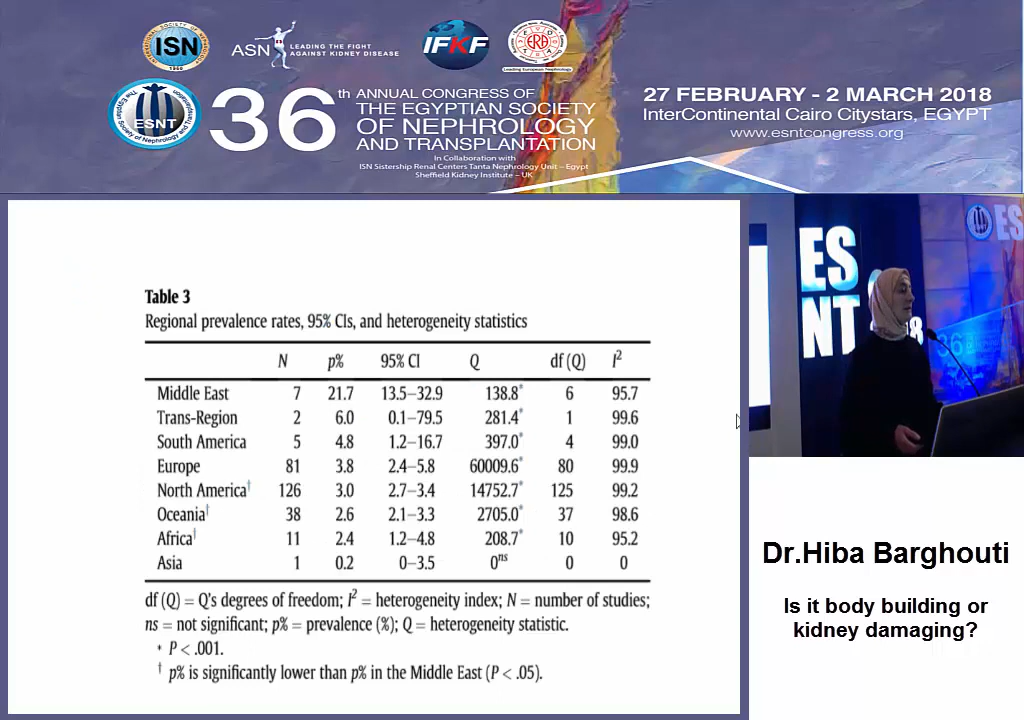 ISN
ASN
LEADING THE FIGHT
AGAINST KIDNEY DISEASE
IFKF
ERA
Leading European Nephrology
ESNT
36th ANNUAL CONGRESS OF
THE EGYPTIAN SOCIETY
OF NEPHROLOGY
AND TRANSPLANTATION
In Collaboration with
ISN Sistership Renal Centers Tanta Nephrology Unit – Egypt
Sheffield Kidney Institute – UK
27 FEBRUARY - 2 MARCH 2018
InterContinental Cairo Citystars, EGYPT
www.esntcongress.org
Table 3
Regional prevalence rates, 95% CIs, and heterogeneity statistics
N p% 95% CI Q df (Q) I²
Middle East 7 21.7 13.5–32.9 138.8* 6 95.7
Trans-Region 2 6.0 0.1–79.5 281.4* 1 99.6
South America 5 4.8 1.2–16.7 397.0* 4 99.0
Europe 81 3.8 2.4–5.8 60009.6* 80 99.9
North America† 126 3.0 2.7–3.4 14752.7* 125 99.2
Oceania† 38 2.6 2.1–3.3 2705.0* 37 98.6
Africa† 11 2.4 1.2–4.8 208.7* 10 95.2
Asia 1 0.2 0–3.5 0ns 0 0
df (Q) = Q's degrees of freedom; I² = heterogeneity index; N = number of studies;
ns = not significant; p% = prevalence (%); Q = heterogeneity statistic.
* P < .001.
† p% is significantly lower than p% in the Middle East (P < .05).
ES
NT
ES
36
Dr.Hiba Barghouti
Is it body building or
kidney damaging?